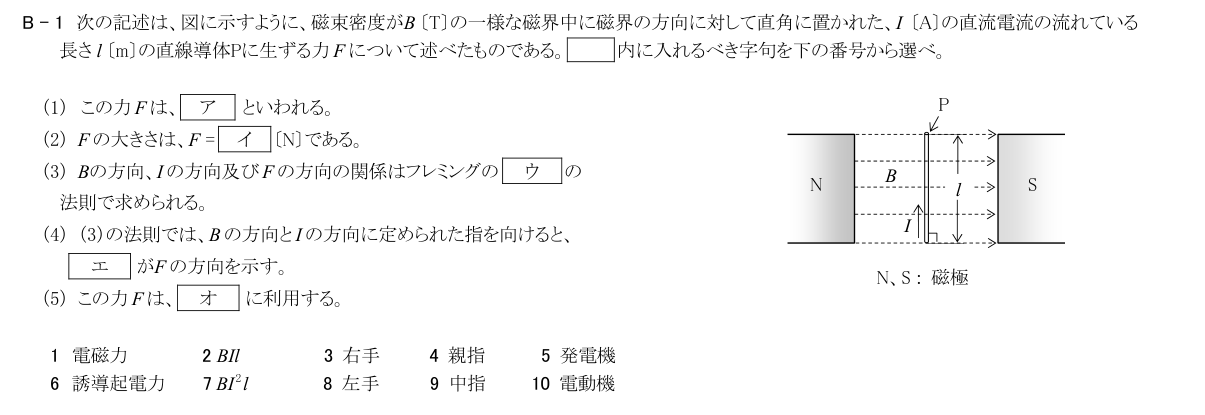 B－1 次の記述は、図に示すように、磁束密度がB〔T〕の一様な磁界中に磁界の方向に対して直角に置かれた、I〔A〕の直流電流の流れている
長さl〔m〕の直線導体Pに生ずる力Fについて述べたものである。□内に入れるべき字句を下の番号から選べ。
(1) この力Fは、 ア といわれる。
(2) Fの大きさは、F= イ 〔N〕である。
(3) Bの方向、Iの方向及びFの方向の関係はフレミングの ウ の
法則で求められる。
(4) (3)の法則では、Bの方向とIの方向に定められた指を向けると、
エ がFの方向を示す。
(5) この力Fは、 オ に利用する。
1 電磁力 2 BIl 3 右手 4 親指 5 発電機
6 誘導起電力 7 BI²l 8 左手 9 中指 10 電動機
P
N B l S
I
N、S： 磁極